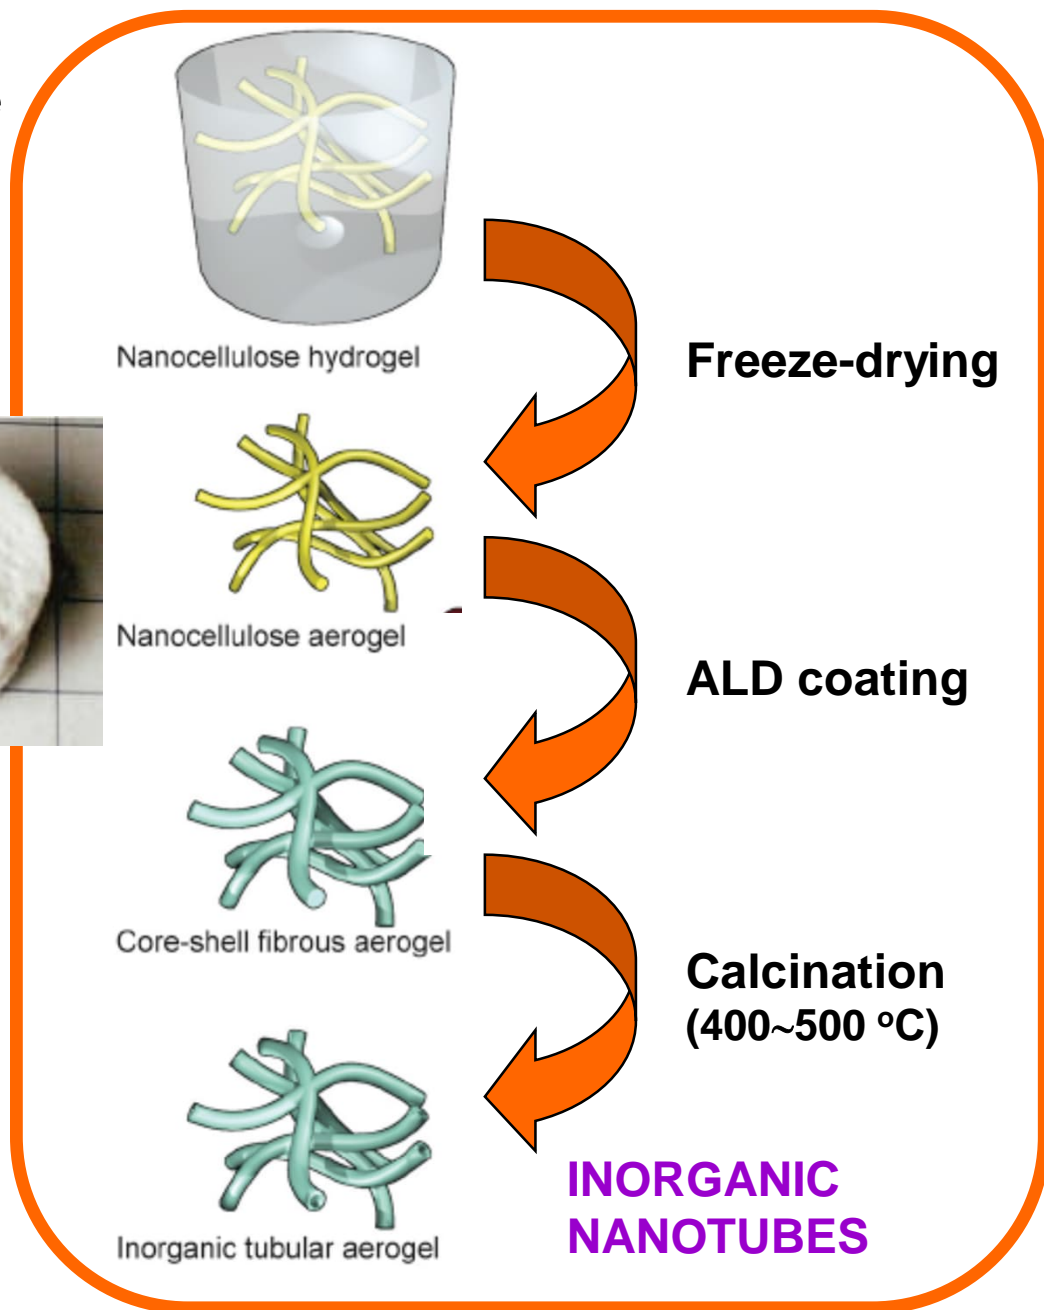 Nanocellulose hydrogel
Freeze-drying
Nanocellulose aerogel
ALD coating
Core-shell fibrous aerogel
Calcination
(400~500 ºC)
Inorganic tubular aerogel
INORGANIC
NANOTUBES